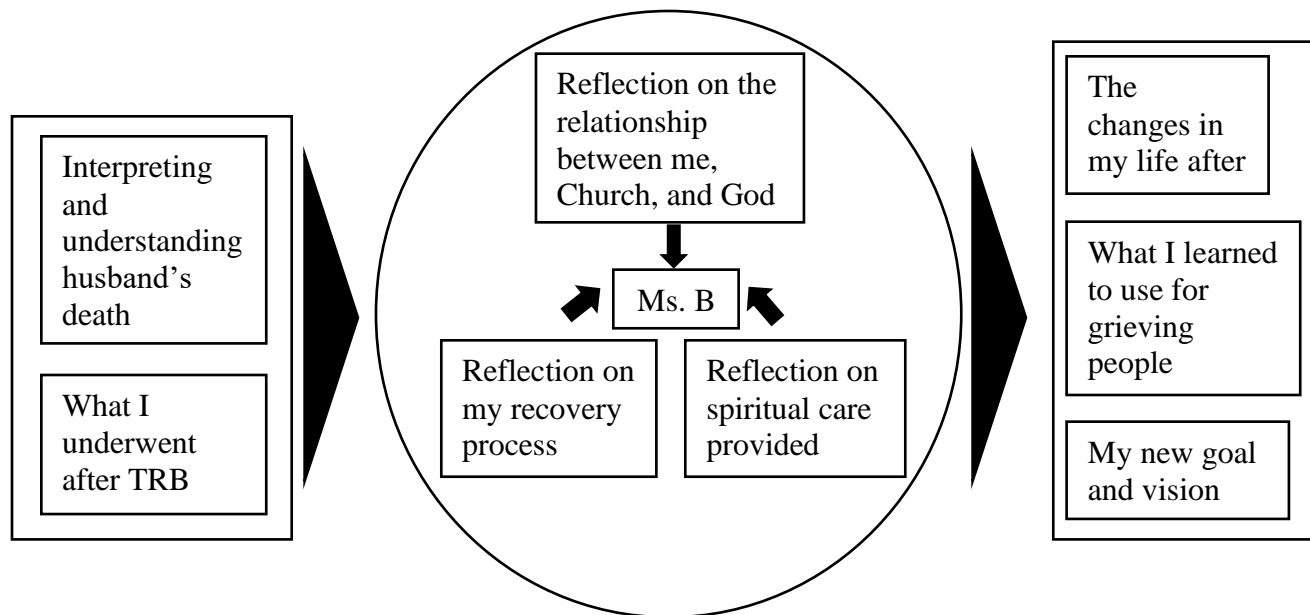 Interpreting
and
understanding
husband’s
death
What I
underwent
after TRB
Reflection on the
relationship
between me,
Church, and God
Ms. B
Reflection on
my recovery
process
Reflection on
spiritual care
provided
The
changes in
my life after
What I learned
to use for
grieving
people
My new goal
and vision